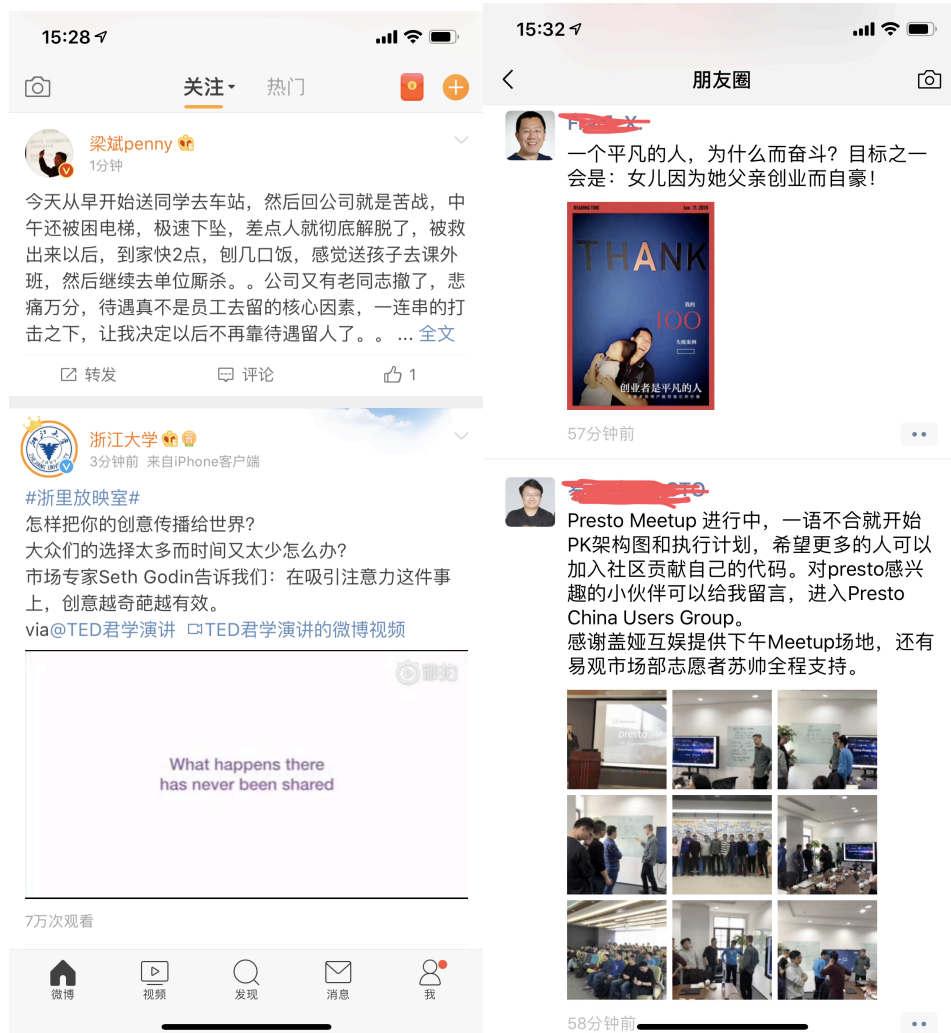 15:28
关注
热门
梁斌penny
1分钟
今天从早开始送同学去车站，然后回公司就是苦战，中
午还被困电梯，极速下坠，差点人就彻底解脱了，被救
出来以后，到家快2点，刨几口饭，感觉送孩子去课外
班，然后继续去单位厮杀。。公司又有老同志撤了，悲
痛万分，待遇真不是员工去留的核心因素，一连串的打
击之下，让我决定以后不再靠待遇留人了。。 ... 全文
转发
评论
1
浙江大学
3分钟前 来自iPhone客户端
#浙里放映室#
怎样把你的创意传播给世界？
大众们的选择太多而时间又太少怎么办？
市场专家Seth Godin告诉我们：在吸引注意力这件事
上，创意越奇葩越有效。
via@TED君学演讲 TED君学演讲的微博视频
秒拍
What happens there
has never been shared
7万次观看
微博
视频
发现
消息
我
15:32
朋友圈
一个平凡的人，为什么而奋斗？目标之一
会是：女儿因为她父亲创业而自豪！
READING TIME
Jan. 11. 2019
THANK
我的
100
失败案例
创业者是平凡的人
57分钟前
Presto Meetup 进行中，一语不合就开始
PK架构图和执行计划，希望更多的人可以
加入社区贡献自己的代码。对presto感兴
趣的小伙伴可以给我留言，进入Presto
China Users Group。
感谢盖娅互娱提供下午Meetup场地，还有
易观市场部志愿者苏帅全程支持。
presto
58分钟前